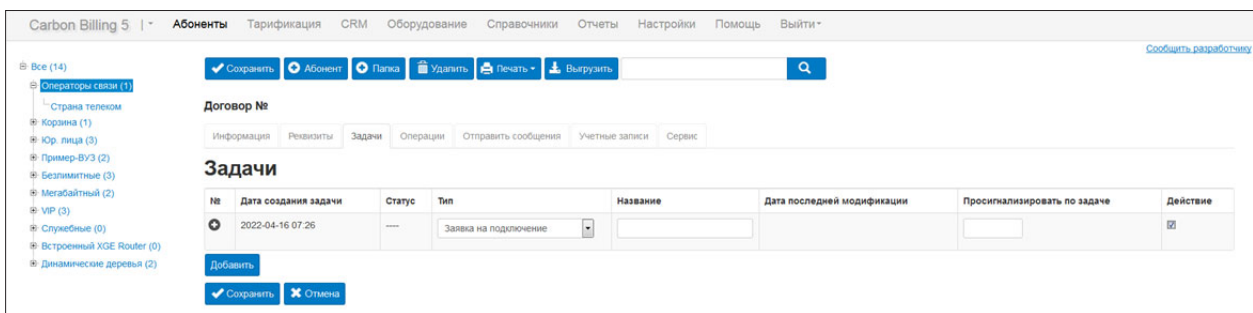 Carbon Billing 5 | Абоненты Тарификация CRM Оборудование Справочники Отчеты Настройки Помощь Выйти
Сообщить разработчику
Все (14)
Операторы связи (1)
Страна телеком
Корзина (1)
Юр. лица (3)
Пример-ВУЗ (2)
Безлимитные (3)
Мегабайтный (2)
VIP (3)
Служебные (0)
Встроенный XGE Router (0)
Динамические деревья (2)
Сохранить Абонент Папка Удалить Печать Выгрузить
Договор №
Информация Реквизиты Задачи Операции Отправить сообщения Учетные записи Сервис
Задачи
№ Дата создания задачи Статус Тип Название Дата последней модификации Просигнализировать по задаче Действие
2022-04-16 07:26 ---- Заявка на подключение
Добавить
Сохранить Отмена